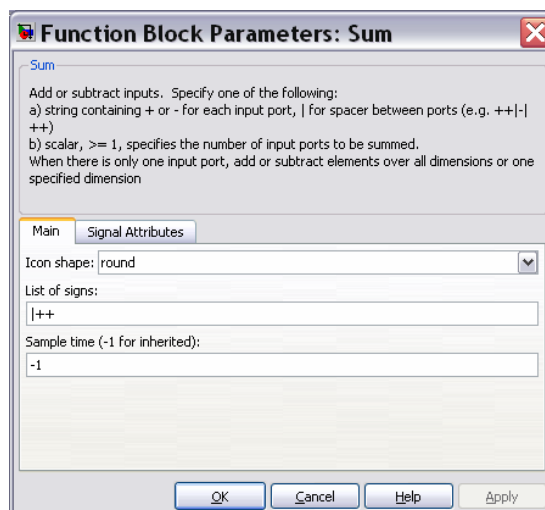 Function Block Parameters: Sum
Sum
Add or subtract inputs. Specify one of the following:
a) string containing + or - for each input port, | for spacer between ports (e.g. ++|-|
++)
b) scalar, >= 1, specifies the number of input ports to be summed.
When there is only one input port, add or subtract elements over all dimensions or one
specified dimension
Main Signal Attributes
Icon shape: round
List of signs:
|++
Sample time (-1 for inherited):
-1
OK Cancel Help Apply